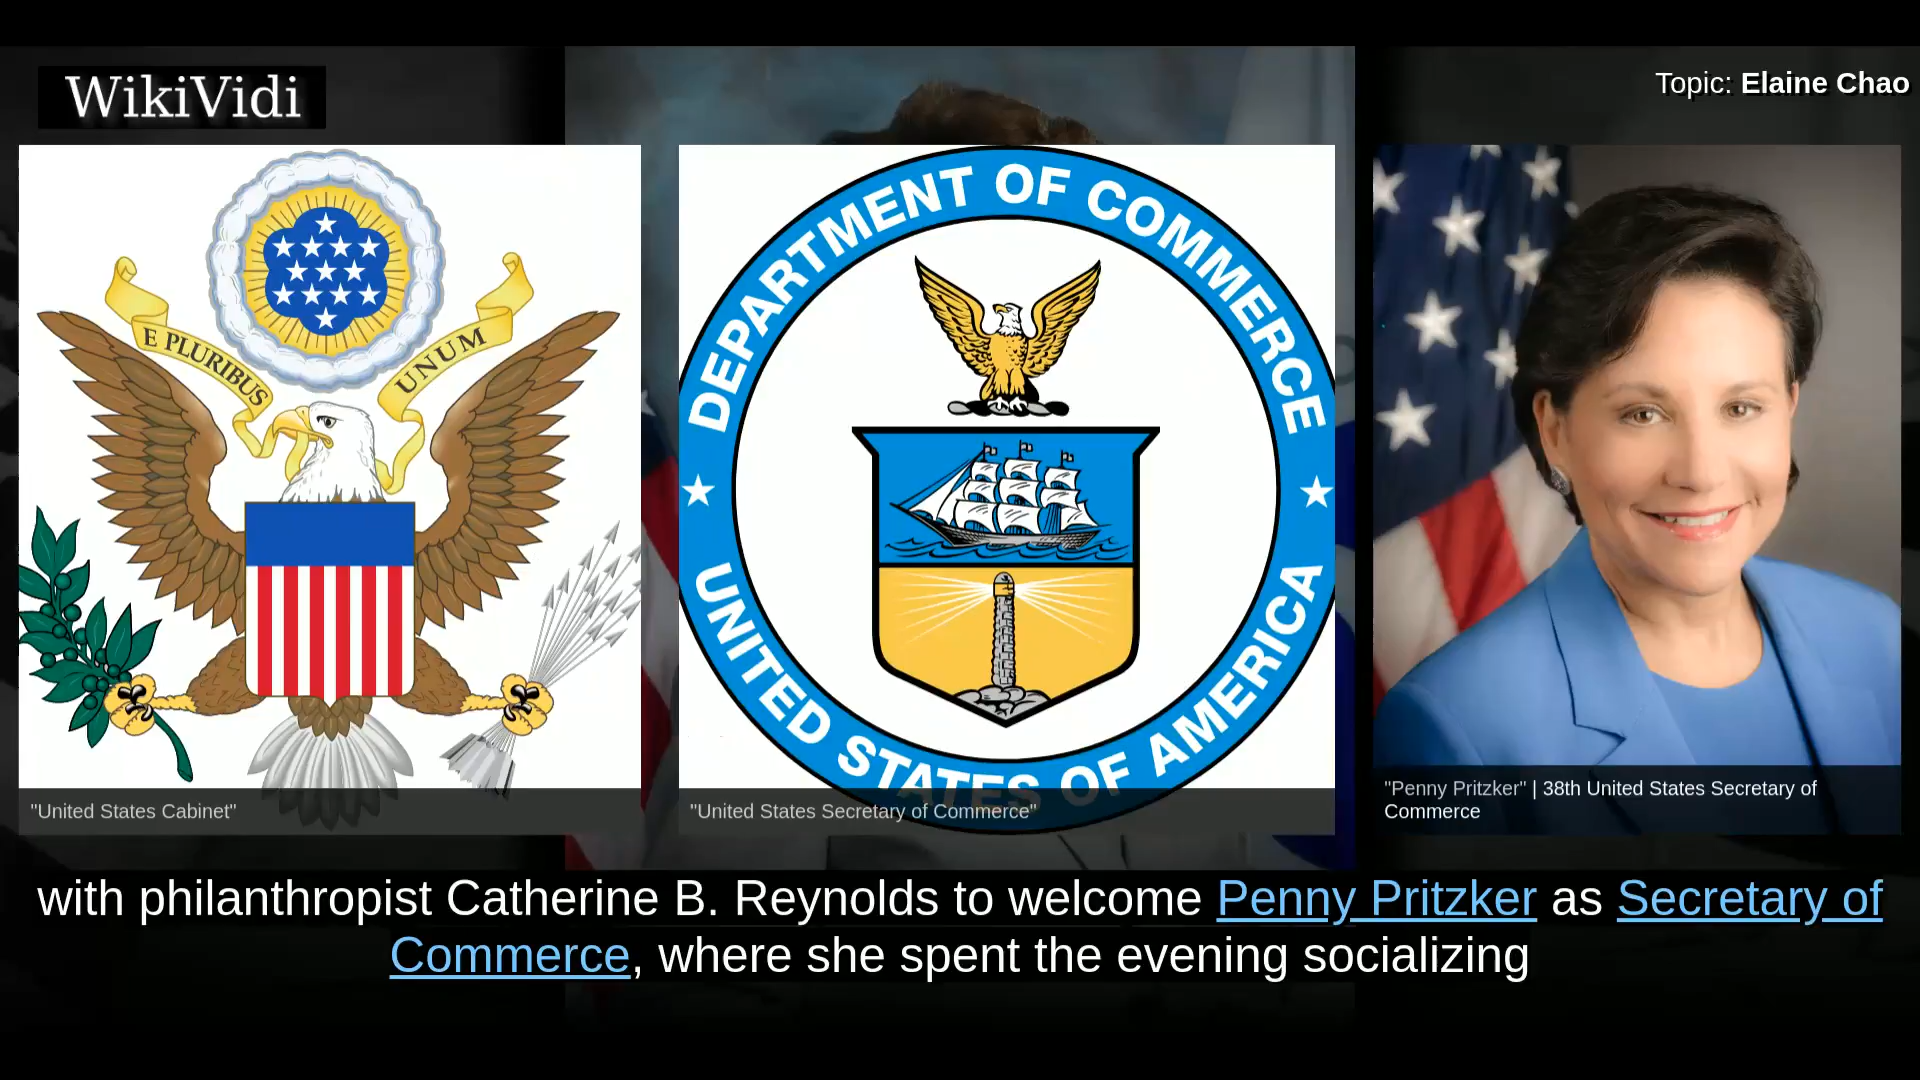 WikiVidi
Topic: Elaine Chao
E PLURIBUS
UNUM
DEPARTMENT OF COMMERCE
UNITED STATES OF AMERICA
"United States Cabinet"
"United States Secretary of Commerce"
"Penny Pritzker" | 38th United States Secretary of
Commerce
with philanthropist Catherine B. Reynolds to welcome Penny Pritzker as Secretary of
Commerce, where she spent the evening socializing